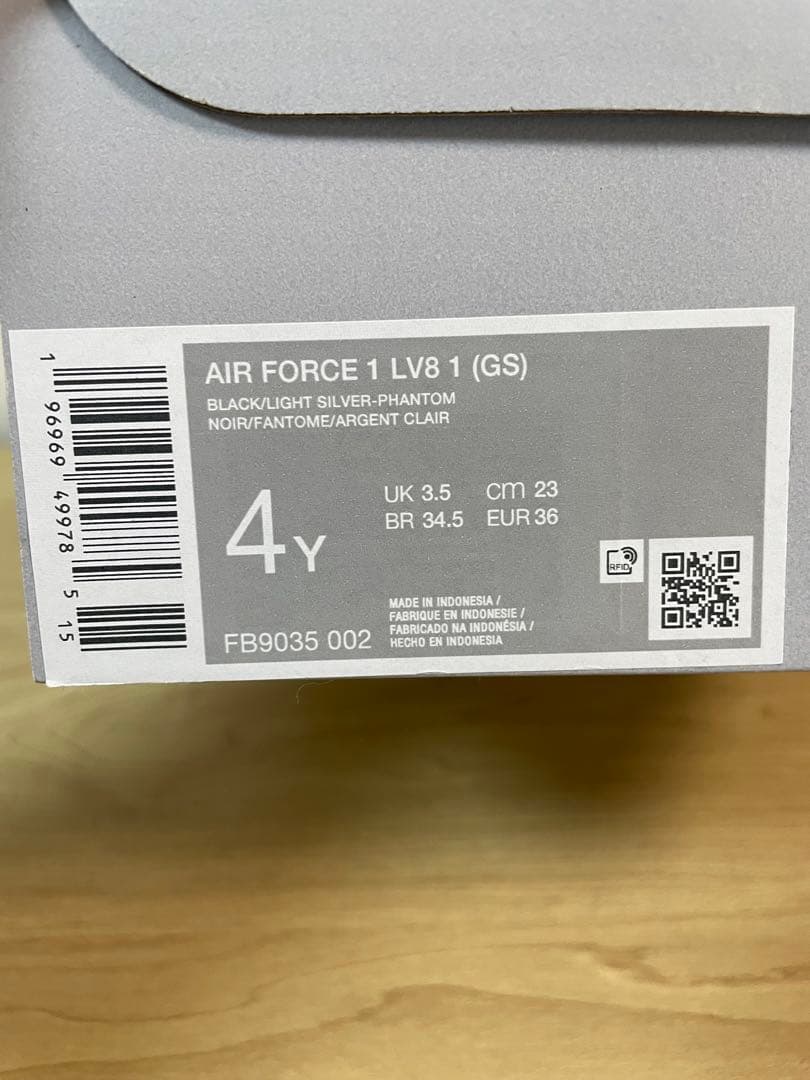 AIR FORCE 1 LV8 1 (GS)
BLACK/LIGHT SILVER-PHANTOM
NOIR/FANTOME/ARGENT CLAIR
4Y
UK 3.5 cm 23
BR 34.5 EUR 36
RFID
MADE IN INDONESIA /
FABRIQUE EN INDONESIE /
FABRICADO NA INDONÉSIA /
HECHO EN INDONESIA
FB9035 002
1 96969 49978 5 15